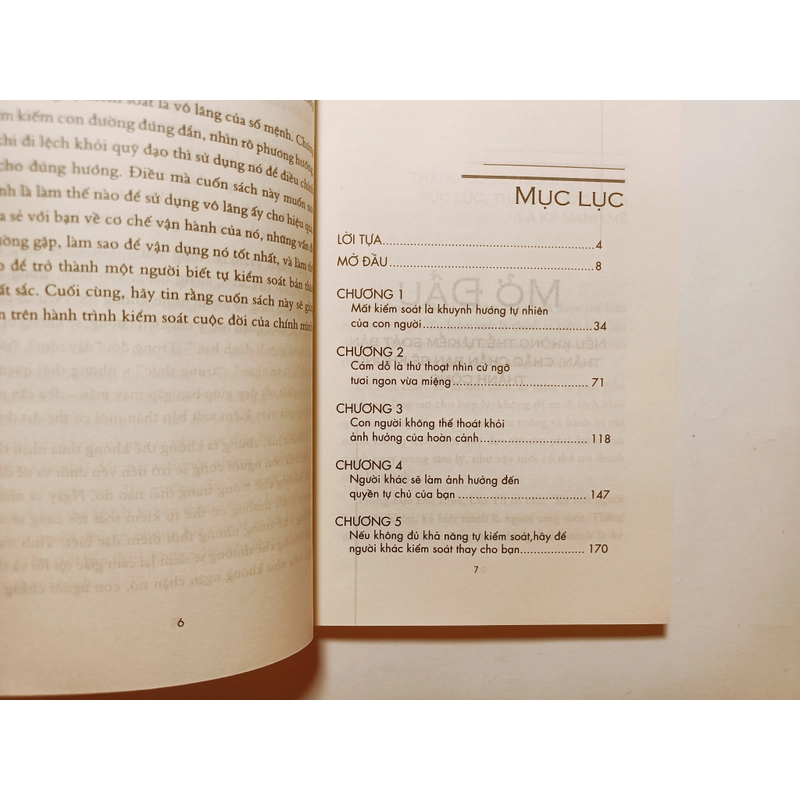 soát là vô lăng của số mệnh. Chúng
kiếm con đường đúng đắn, nhìn rõ phương hướng
khi đi lệch khỏi quỹ đạo thì sử dụng nó để điều chỉnh
cho đúng hướng. Điều mà cuốn sách này muốn
là làm thế nào để sử dụng vô lăng ấy cho hiệu quả
sẻ với bạn về cơ chế vận hành của nó, những vấn
gặp, làm sao để vận dụng nó tốt nhất, và làm
để trở thành một người biết tự kiểm soát bản
sắc. Cuối cùng, hãy tin rằng cuốn sách này sẽ
trên hành trình kiểm soát cuộc đời của chính
6
MỤC LỤC
LỜI TỰA.......................................... 4
MỞ ĐẦU.......................................... 8
CHƯƠNG 1
Mất kiểm soát là khuynh hướng tự nhiên
của con người.................................. 34
CHƯƠNG 2
Cám dỗ là thứ thoạt nhìn cứ ngỡ
tươi ngon vừa miệng........................... 71
CHƯƠNG 3
Con người không thể thoát khỏi
ảnh hưởng của hoàn cảnh........................ 118
CHƯƠNG 4
Người khác sẽ làm ảnh hưởng đến
quyền tự chủ của bạn ........................... 147
CHƯƠNG 5
Nếu không đủ khả năng tự kiểm soát,hãy để
người khác kiểm soát thay cho bạn................. 170
7